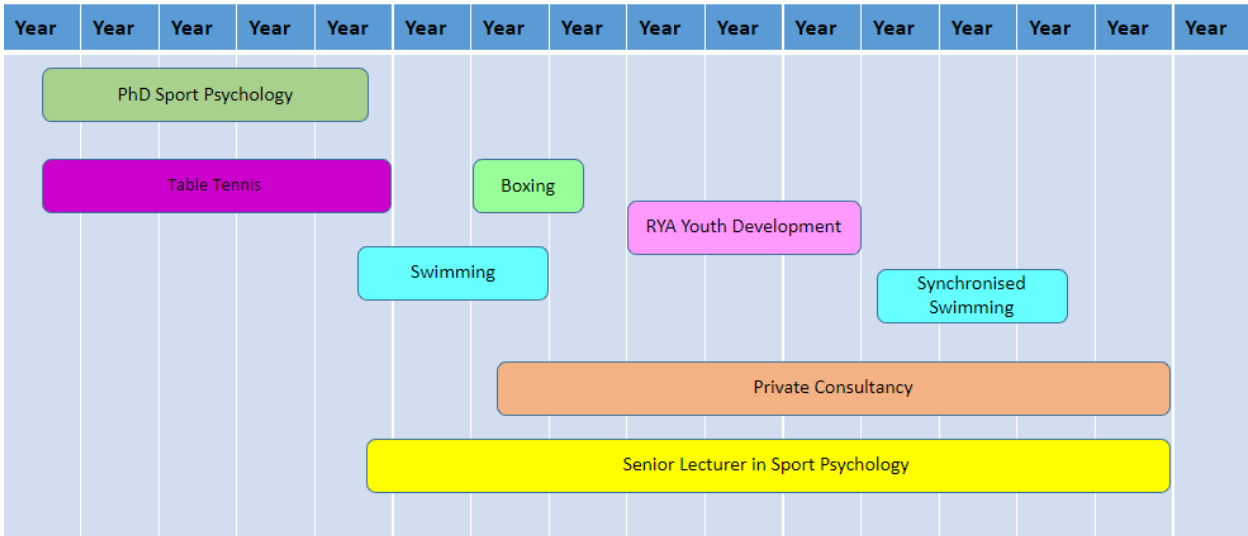 Year Year Year Year Year Year Year Year Year Year Year Year Year Year Year Year
PhD Sport Psychology
Table Tennis
Boxing
RYA Youth Development
Swimming
Synchronised
Swimming
Private Consultancy
Senior Lecturer in Sport Psychology